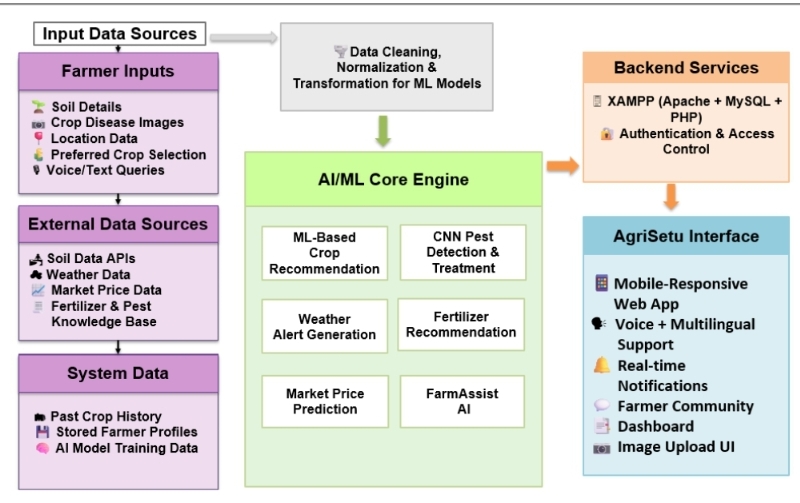 Input Data Sources
Farmer Inputs
Soil Details
Crop Disease Images
Location Data
Preferred Crop Selection
Voice/Text Queries
External Data Sources
Soil Data APIs
Weather Data
Market Price Data
Fertilizer & Pest
Knowledge Base
System Data
Past Crop History
Stored Farmer Profiles
AI Model Training Data
Data Cleaning,
Normalization &
Transformation for ML Models
AI/ML Core Engine
ML-Based
Crop
Recommendation
CNN Pest
Detection &
Treatment
Weather
Alert Generation
Fertilizer
Recommendation
Market Price
Prediction
FarmAssist
AI
Backend Services
XAMPP (Apache + MySQL +
PHP)
Authentication & Access
Control
AgriSetu Interface
Mobile-Responsive
Web App
Voice + Multilingual
Support
Real-time
Notifications
Farmer Community
Dashboard
Image Upload UI